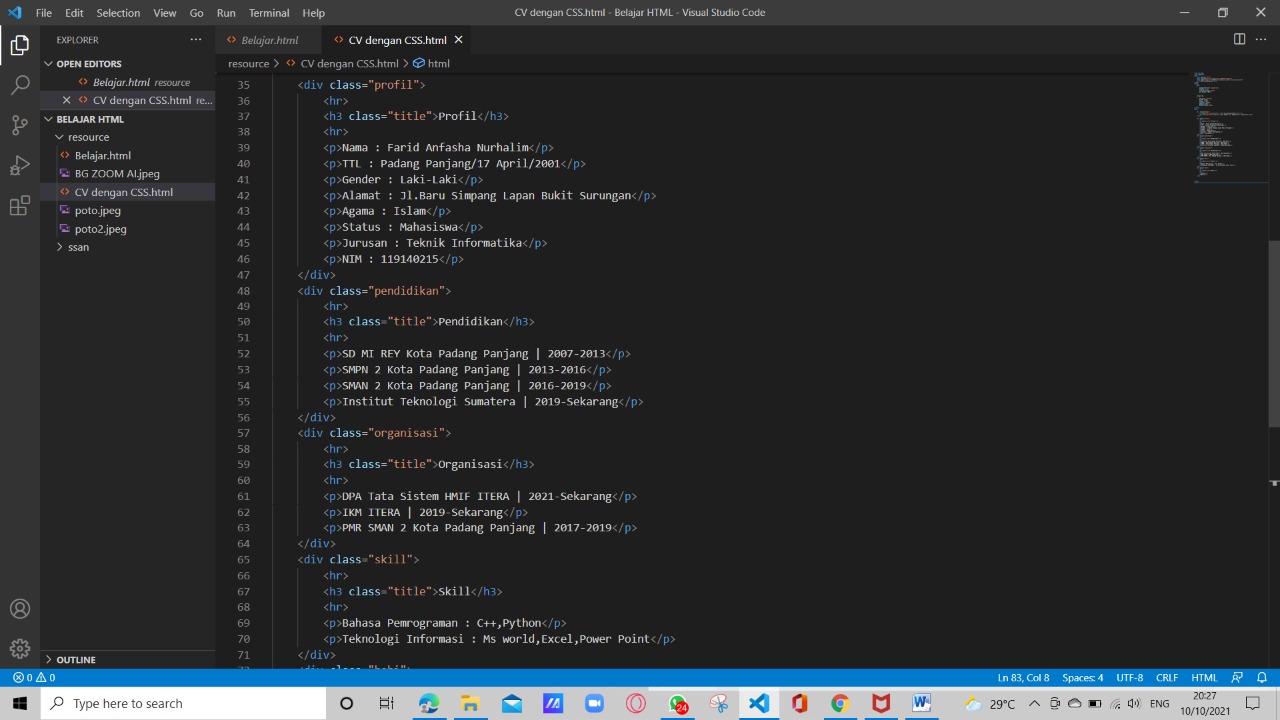 File Edit Selection View Go Run Terminal Help
CV dengan CSS.html - Belajar HTML - Visual Studio Code
EXPLORER
OPEN EDITORS
Belajar.html resource
CV dengan CSS.html re...
BELAJAR HTML
resource
Belajar.html
BG ZOOM AI.jpeg
CV dengan CSS.html
poto.jpeg
poto2.jpeg
ssan
OUTLINE
Belajar.html
CV dengan CSS.html
resource > CV dengan CSS.html > html
35 <div class="profil">
36 <hr>
37 <h3 class="title">Profil</h3>
38 <hr>
39 <p>Nama : Farid Anfasha Nurhalim</p>
40 <p>TTL : Padang Panjang/17 April/2001</p>
41 <p>Gender : Laki-Laki</p>
42 <p>Alamat : Jl.Baru Simpang Lapan Bukit Surungan</p>
43 <p>Agama : Islam</p>
44 <p>Status : Mahasiswa</p>
45 <p>Jurusan : Teknik Informatika</p>
46 <p>NIM : 119140215</p>
47 </div>
48 <div class="pendidikan">
49 <hr>
50 <h3 class="title">Pendidikan</h3>
51 <hr>
52 <p>SD MI REY Kota Padang Panjang | 2007-2013</p>
53 <p>SMPN 2 Kota Padang Panjang | 2013-2016</p>
54 <p>SMAN 2 Kota Padang Panjang | 2016-2019</p>
55 <p>Institut Teknologi Sumatera | 2019-Sekarang</p>
56 </div>
57 <div class="organisasi">
58 <hr>
59 <h3 class="title">Organisasi</h3>
60 <hr>
61 <p>DPA Tata Sistem HMIF ITERA | 2021-Sekarang</p>
62 <p>IKM ITERA | 2019-Sekarang</p>
63 <p>PMR SMAN 2 Kota Padang Panjang | 2017-2019</p>
64 </div>
65 <div class="skill">
66 <hr>
67 <h3 class="title">Skill</h3>
68 <hr>
69 <p>Bahasa Pemrograman : C++,Python</p>
70 <p>Teknologi Informasi : Ms world,Excel,Power Point</p>
71 </div>
0 0
Ln 83, Col 8 Spaces: 4 UTF-8 CRLF HTML
Type here to search
24
29°C
ENG
20:27
10/10/2021